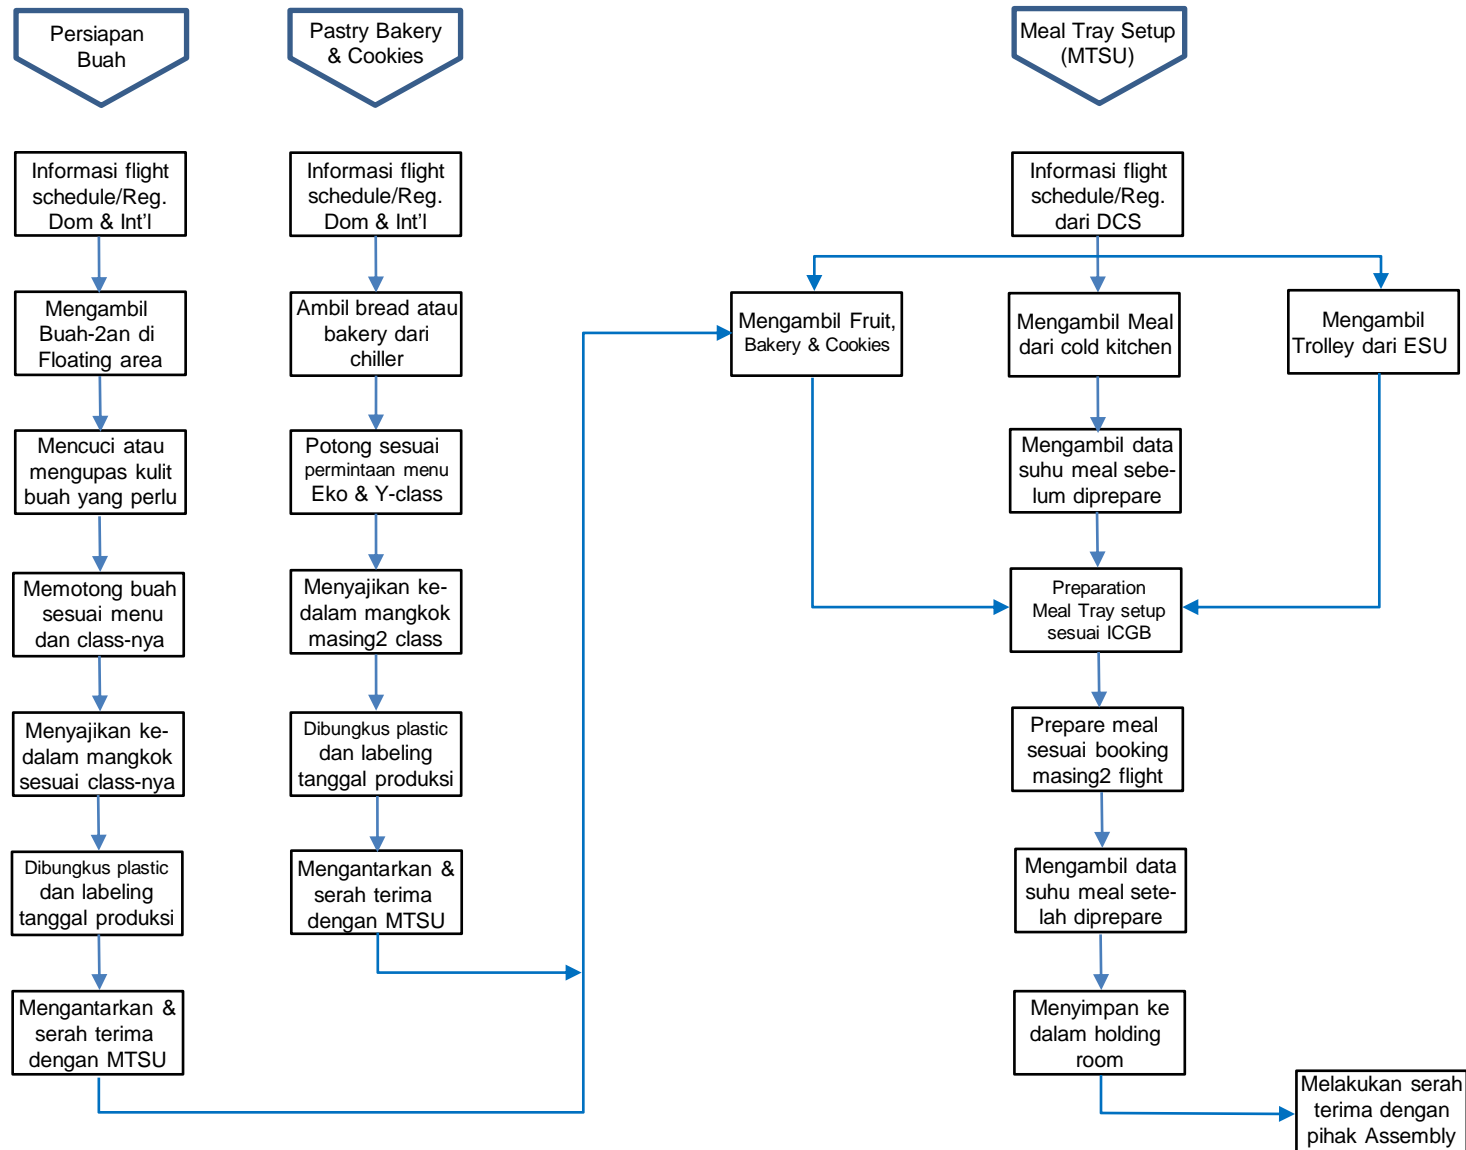 Persiapan
Buah
Informasi flight
schedule/Reg.
Dom & Int'l
Mengambil
Buah-2an di
Floating area
Mencuci atau
mengupas kulit
buah yang perlu
Memotong buah
sesuai menu
dan class-nya
Menyajikan ke-
dalam mangkok
sesuai class-nya
Dibungkus plastic
dan labeling
tanggal produksi
Mengantarkan &
serah terima
dengan MTSU
Pastry Bakery
& Cookies
Informasi flight
schedule/Reg.
Dom & Int'l
Ambil bread atau
bakery dari
chiller
Potong sesuai
permintaan menu
Eko & Y-class
Menyajikan ke-
dalam mangkok
masing2 class
Dibungkus plastic
dan labeling
tanggal produksi
Mengantarkan &
serah terima
dengan MTSU
Meal Tray Setup
(MTSU)
Informasi flight
schedule/Reg.
dari DCS
Mengambil Fruit,
Bakery & Cookies
Mengambil Meal
dari cold kitchen
Mengambil
Trolley dari ESU
Mengambil data
suhu meal sebe-
lum diprepare
Preparation
Meal Tray setup
sesuai ICGB
Prepare meal
sesuai booking
masing2 flight
Mengambil data
suhu meal sete-
lah diprepare
Menyimpan ke
dalam holding
room
Melakukan serah
terima dengan
pihak Assembly